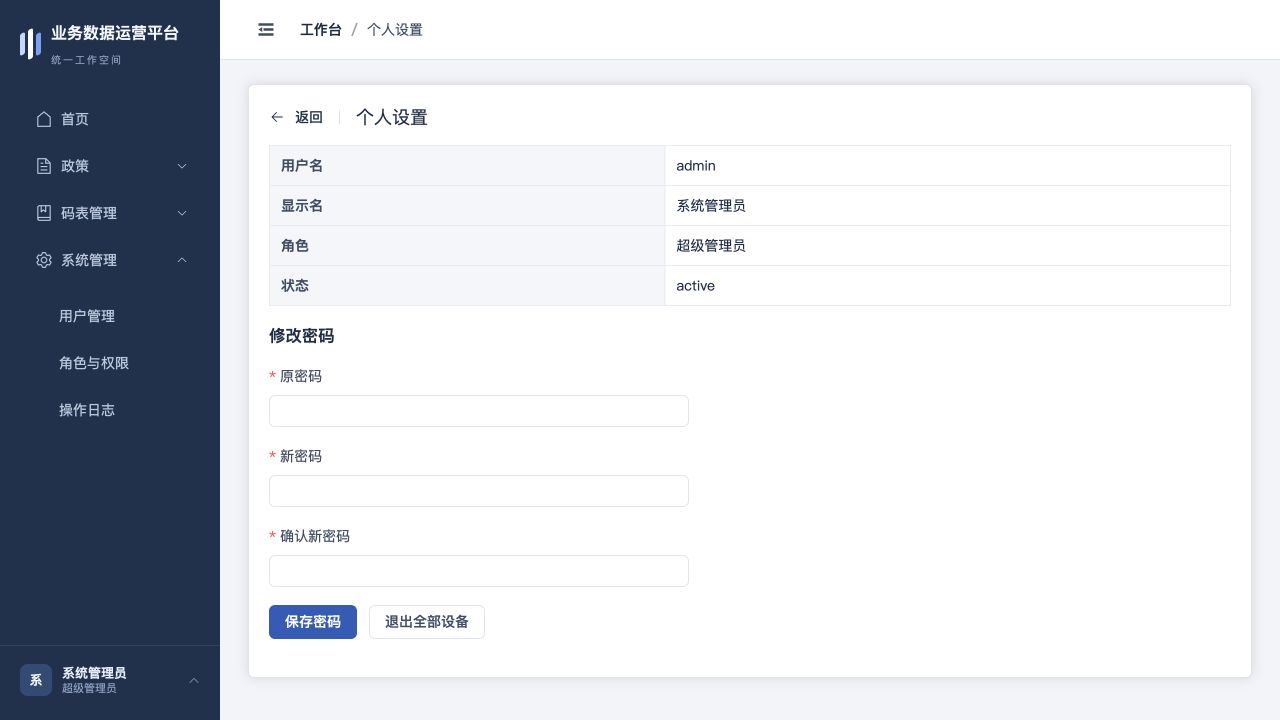 业务数据运营平台
统一工作空间
首页
政策
码表管理
系统管理
用户管理
角色与权限
操作日志
系
系统管理员
超级管理员
工作台 / 个人设置
返回 个人设置
用户名 admin
显示名 系统管理员
角色 超级管理员
状态 active
修改密码
* 原密码
* 新密码
* 确认新密码
保存密码 退出全部设备